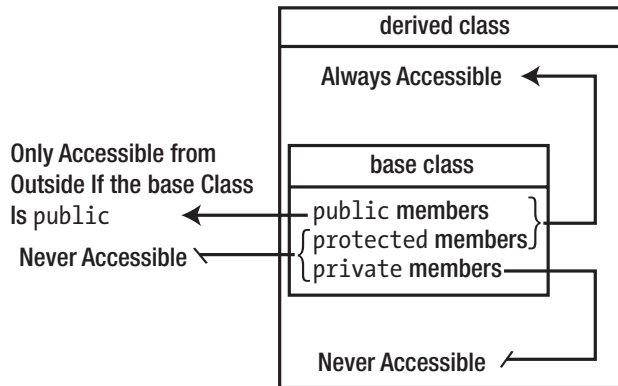 derived class
Always Accessible
Only Accessible from
Outside If the base Class
Is public
base class
public members
protected members
Never Accessible
private members
Never Accessible